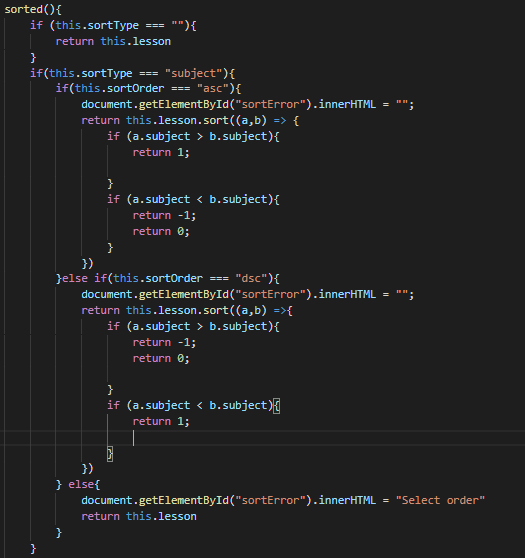 sorted(){
    if (this.sortType === ""){
        return this.lesson
    }
    if(this.sortType === "subject"){
        if(this.sortOrder === "asc"){
            document.getElementById("sortError").innerHTML = "";
            return this.lesson.sort((a,b) => {
                if (a.subject > b.subject){
                    return 1;

                }
                if (a.subject < b.subject){
                    return -1;
                    return 0;
                }
            })
        }else if(this.sortOrder === "dsc"){
            document.getElementById("sortError").innerHTML = "";
            return this.lesson.sort((a,b) =>{
                if (a.subject > b.subject){
                    return -1;
                    return 0;

                }
                if (a.subject < b.subject){
                    return 1;

                }
            })
        } else{
            document.getElementById("sortError").innerHTML = "Select order"
            return this.lesson
        }
    }